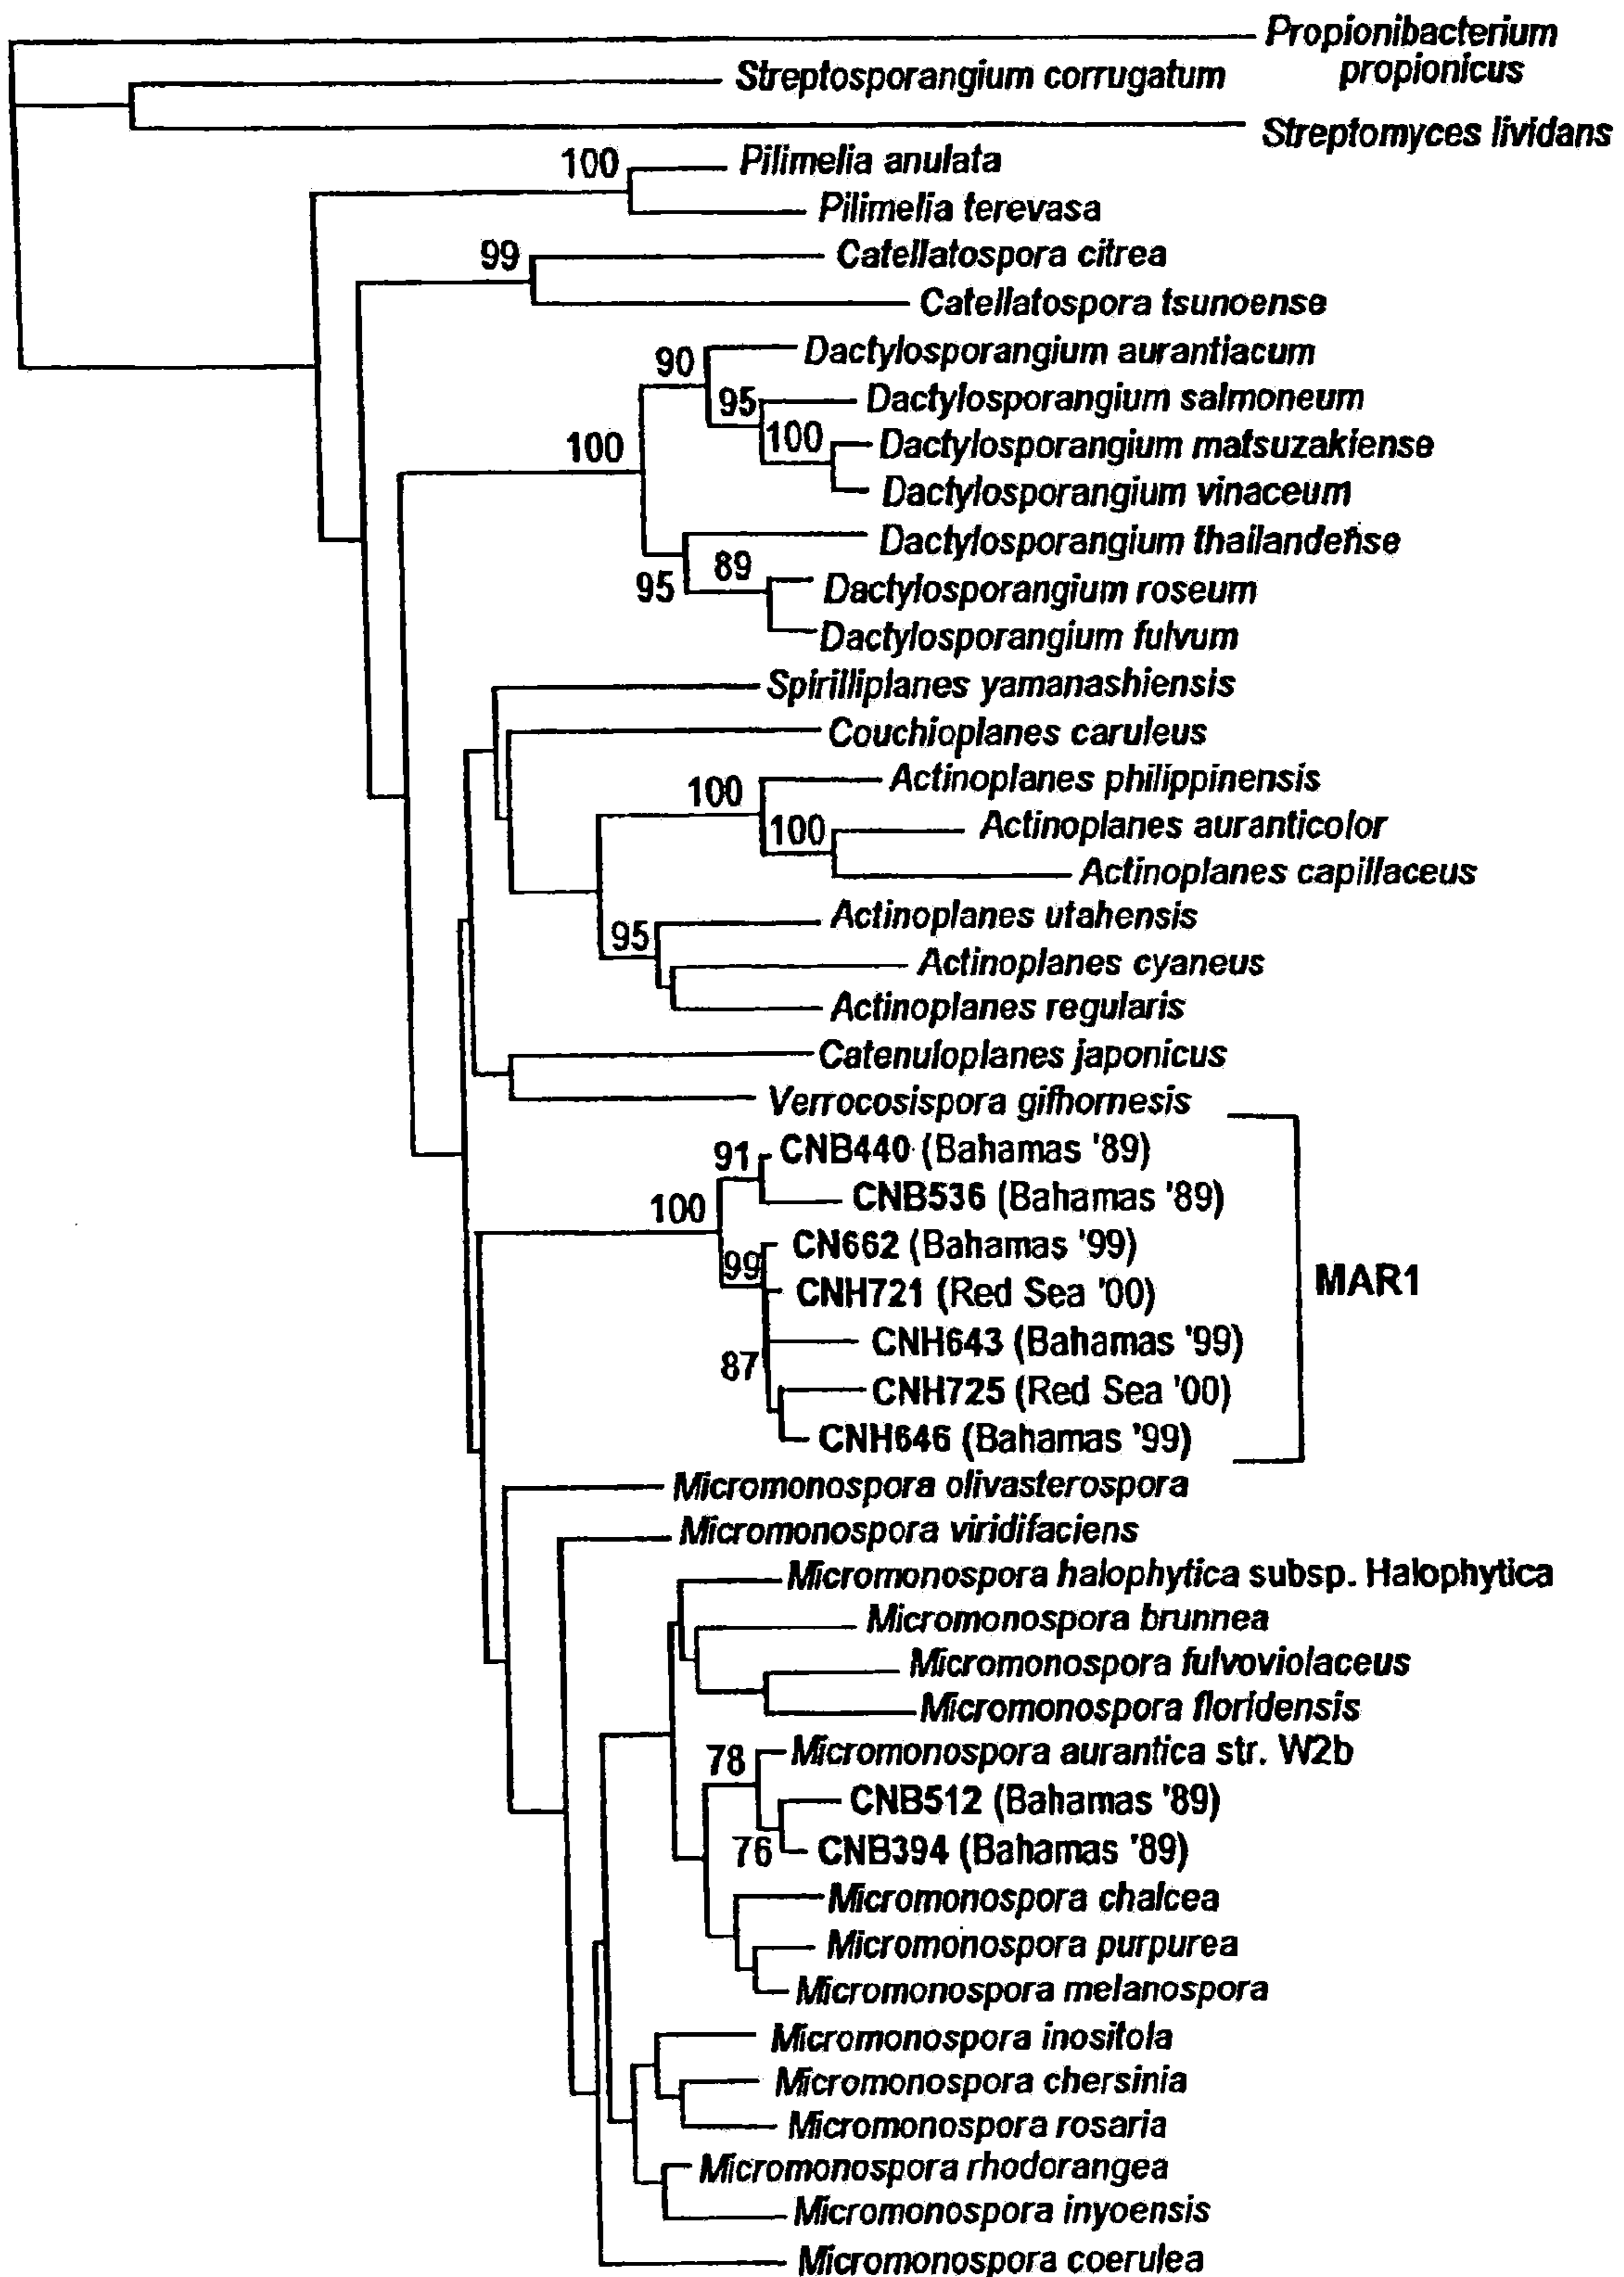 Propionibacterium
propionicus
Streptosporangium corrugatum
Streptomyces lividans
100
Pilimelia anulata
Pilimelia terevasa
99
Catellatospora citrea
Catellatospora tsunoense
90
Dactylosporangium aurantiacum
95
Dactylosporangium salmoneum
100
100
Dactylosporangium matsuzakiense
Dactylosporangium vinaceum
Dactylosporangium thailandense
95
89
Dactylosporangium roseum
Dactylosporangium fulvum
Spirilliplanes yamanashiensis
Couchioplanes caruleus
100
Actinoplanes philippinensis
100
Actinoplanes auranticolor
Actinoplanes capillaceus
Actinoplanes utahensis
95
Actinoplanes cyaneus
Actinoplanes regularis
Catenuloplanes japonicus
Verrocosispora gifhornesis
91
CNB440 (Bahamas '89)
100
CNB536 (Bahamas '89)
CN662 (Bahamas '99)
99
CNH721 (Red Sea '00)
MAR1
CNH643 (Bahamas '99)
87
CNH725 (Red Sea '00)
CNH646 (Bahamas '99)
Micromonospora olivasterospora
Micromonospora viridifaciens
Micromonospora halophytica subsp. Halophytica
Micromonospora brunnea
Micromonospora fulvoviolaceus
Micromonospora floridensis
78
Micromonospora aurantica str. W2b
CNB512 (Bahamas '89)
76
CNB394 (Bahamas '89)
Micromonospora chalcea
Micromonospora purpurea
Micromonospora melanospora
Micromonospora inositola
Micromonospora chersinia
Micromonospora rosaria
Micromonospora rhodorangea
Micromonospora inyoensis
Micromonospora coerulea